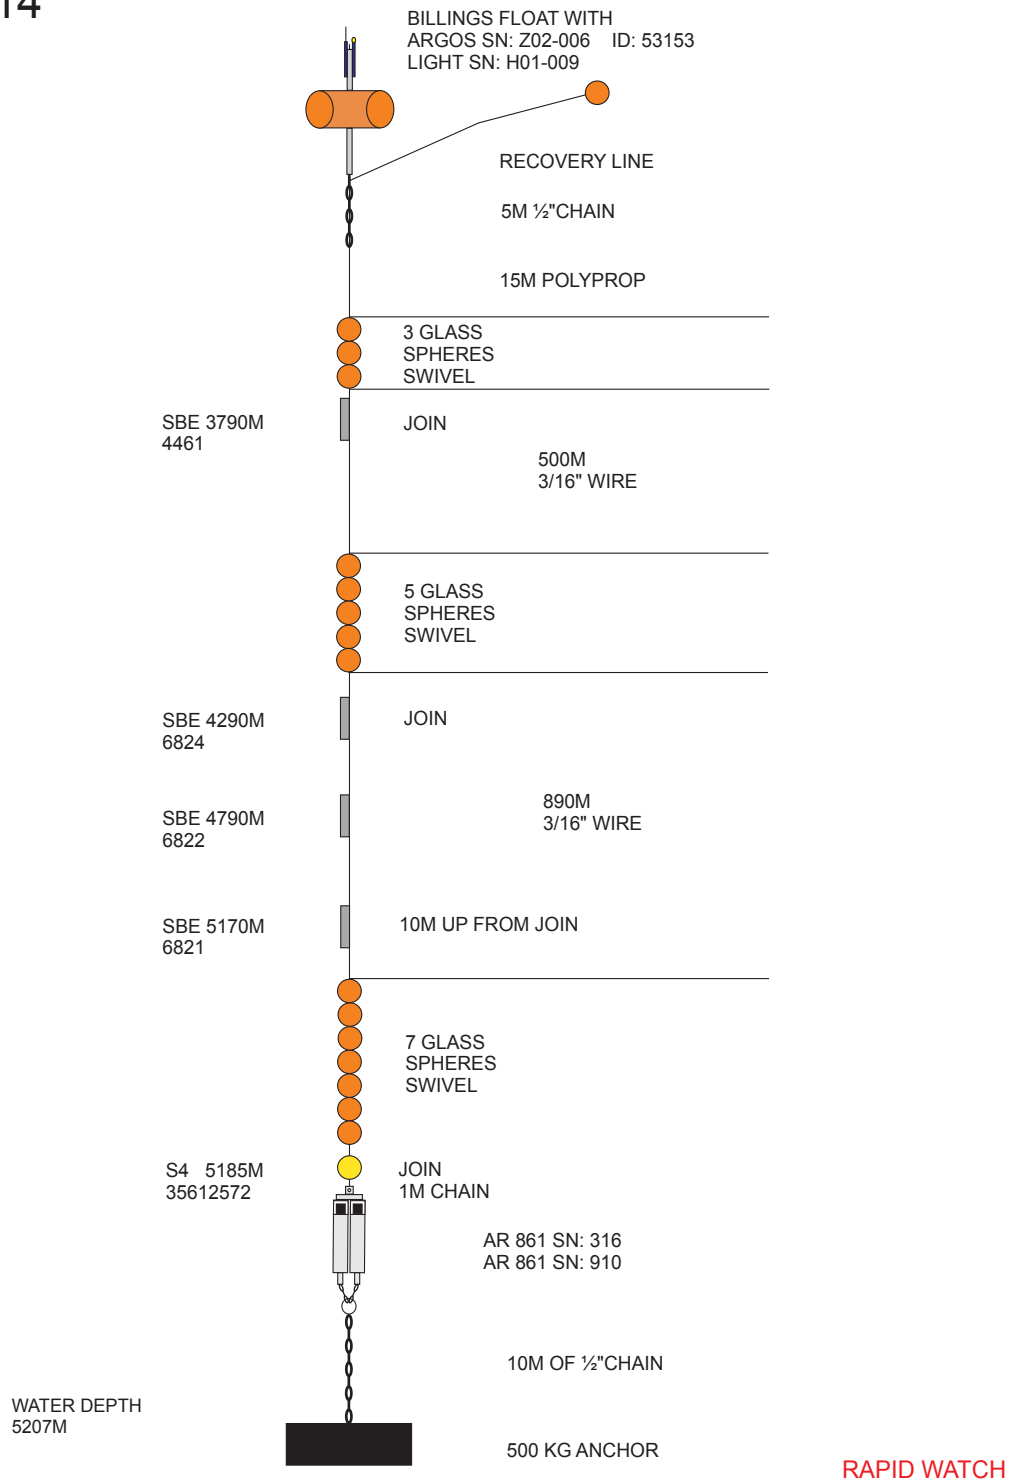 14
BILLINGS FLOAT WITH
ARGOS SN: Z02-006 ID: 53153
LIGHT SN: H01-009
RECOVERY LINE
5M ½"CHAIN
15M POLYPROP
3 GLASS
SPHERES
SWIVEL
SBE 3790M
4461
JOIN
500M
3/16" WIRE
5 GLASS
SPHERES
SWIVEL
SBE 4290M
6824
JOIN
890M
3/16" WIRE
SBE 4790M
6822
SBE 5170M
6821
10M UP FROM JOIN
7 GLASS
SPHERES
SWIVEL
S4 5185M
35612572
JOIN
1M CHAIN
AR 861 SN: 316
AR 861 SN: 910
10M OF ½"CHAIN
WATER DEPTH
5207M
500 KG ANCHOR
RAPID WATCH